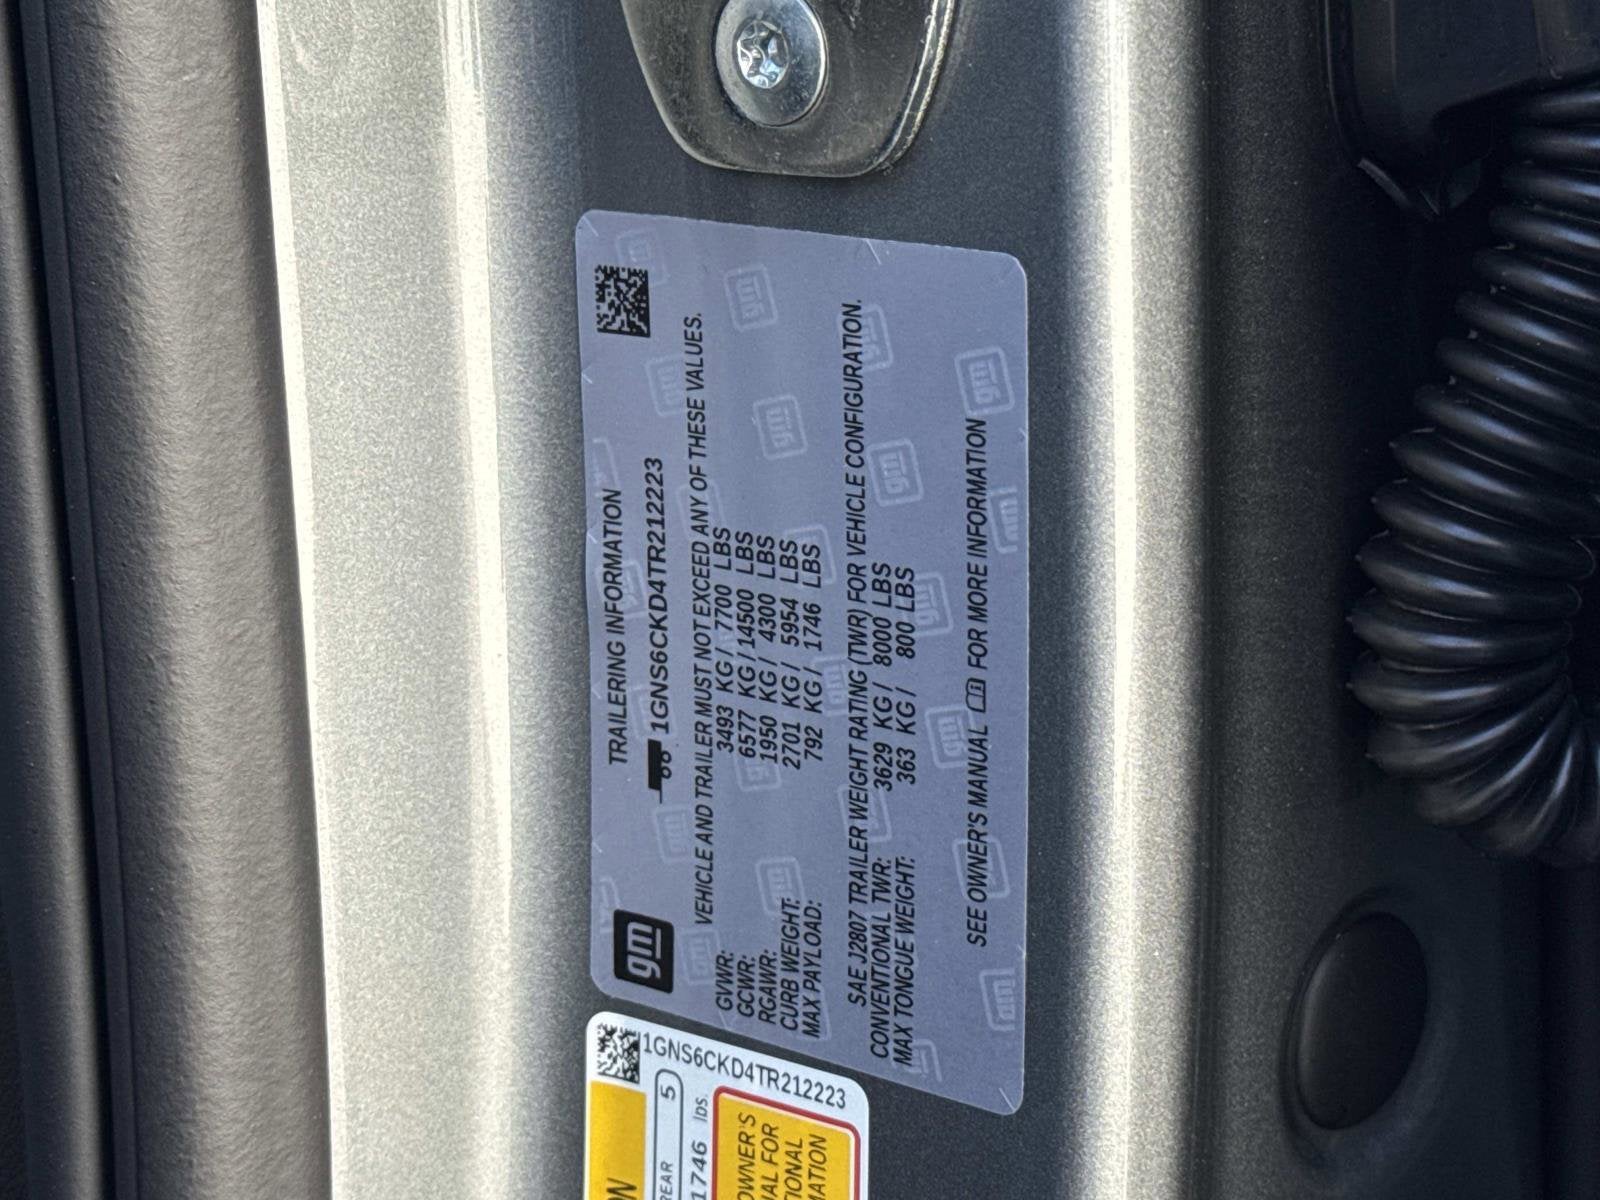 gm
TRAILERING INFORMATION
1GNS6CKD4TR212223
VEHICLE AND TRAILER MUST NOT EXCEED ANY OF THESE VALUES.
GVWR: 3493 KG / 7700 LBS
GCWR: 6577 KG / 14500 LBS
RGAWR: 1950 KG / 4300 LBS
CURB WEIGHT: 2701 KG / 5954 LBS
MAX PAYLOAD: 792 KG / 1746 LBS
SAE J2807 TRAILER WEIGHT RATING (TWR) FOR VEHICLE CONFIGURATION.
CONVENTIONAL TWR: 3629 KG / 8000 LBS
MAX TONGUE WEIGHT: 363 KG / 800 LBS
SEE OWNER'S MANUAL FOR MORE INFORMATION
1GNS6CKD4TR212223
REAR 5
1746 lbs.
OWNER'S
FOR